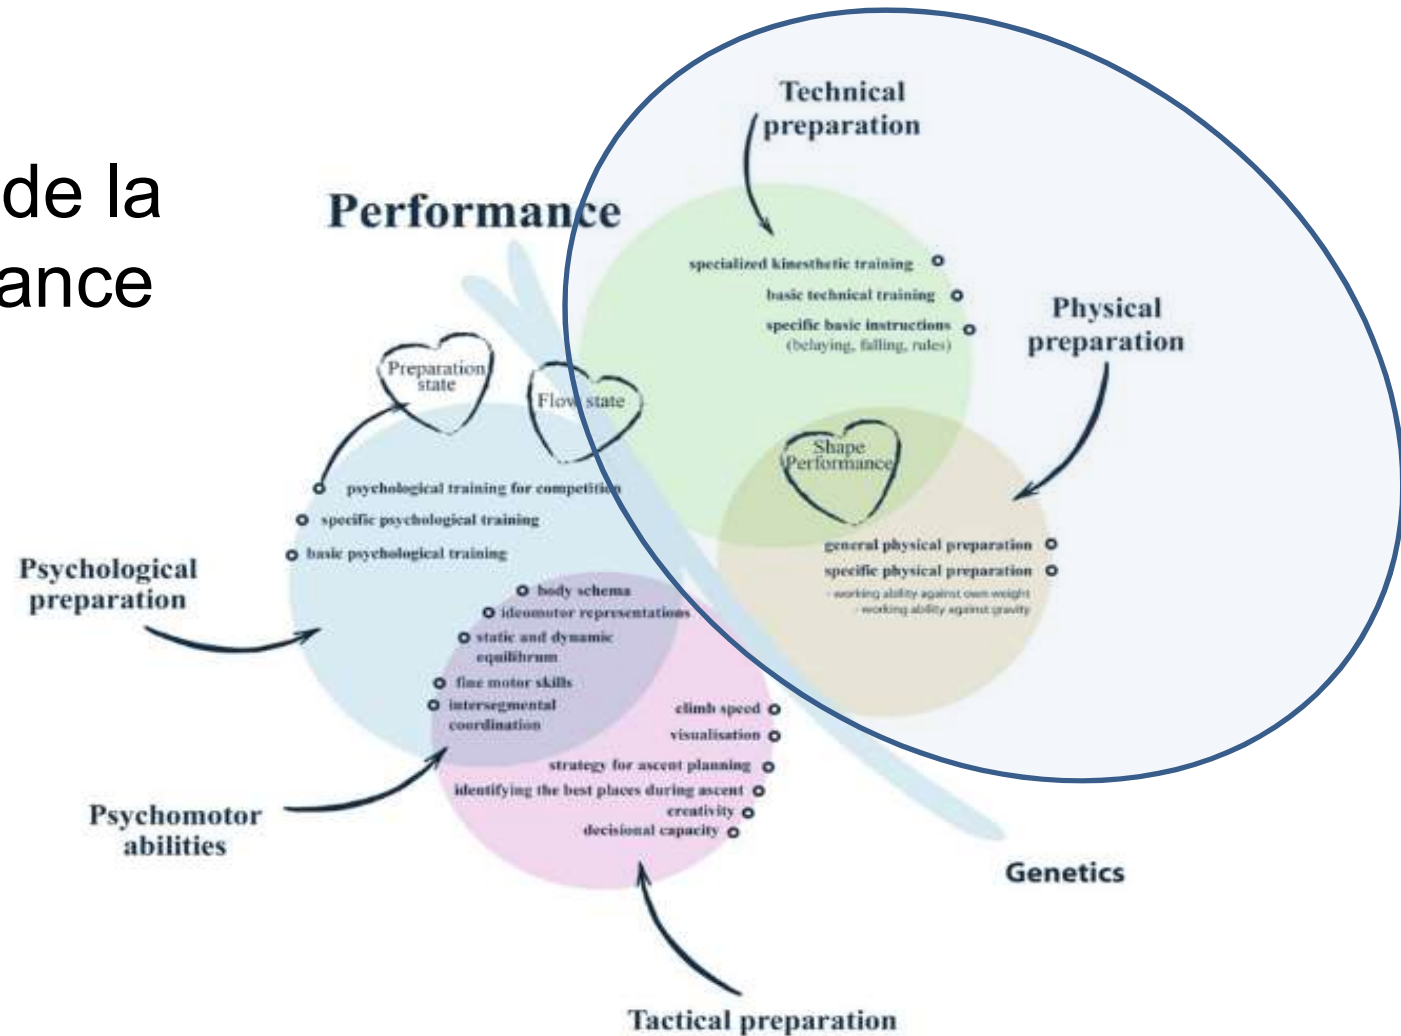 de la
ance
Performance
Technical
preparation
specialized kinesthetic training
basic technical training
specific basic instructions
(belaying, falling, rules)
Physical
preparation
Preparation
state
Flow state
Shape
Performance
psychological training for competition
specific psychological training
basic psychological training
general physical preparation
specific physical preparation
- working ability against own weight
- working ability against gravity
Psychological
preparation
body schema
ideomotor representations
static and dynamic
equilibrum
fine motor skills
intersegmental
coordination
climb speed
visualisation
strategy for ascent planning
identifying the best places during ascent
creativity
decisional capacity
Psychomotor
abilities
Genetics
Tactical preparation